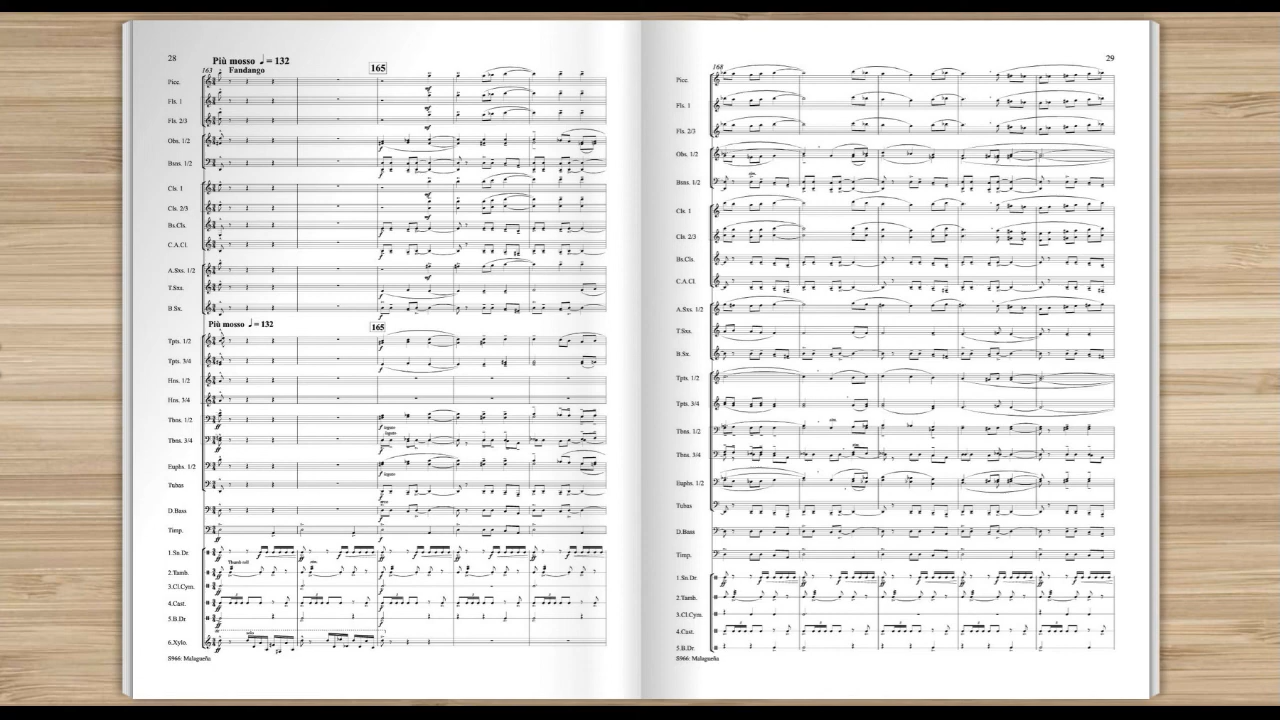 28
Più mosso ♩ = 132
163 Fandango
165
Picc.
Fls. 1
Fls. 2/3
Obs. 1/2
Bsns. 1/2
Cls. 1
Cls. 2/3
Bs.Cls.
C.A.Cl.
A.Sxs. 1/2
T.Sxs.
B.Sx.
Più mosso ♩ = 132
165
Tpts. 1/2
Tpts. 3/4
Hrn. 1/2
Hrn. 3/4
Tbns. 1/2
Tbns. 3/4
Euphs. 1/2
Tubas
D.Bass
Timp.
1.Sn.Dr.
Thumb roll
2.Tamb.
3.Cl.Cym.
4.Cast.
5.B.Dr
6.Xylo.
S966: Malagueña
29
168
Picc.
Fls. 1
Fls. 2/3
Obs. 1/2
Bsns. 1/2
Cls. 1
Cls. 2/3
Bs.Cls.
C.A.Cl.
A.Sxs. 1/2
T.Sxs.
B.Sx.
Tpts. 1/2
Tpts. 3/4
Tbns. 1/2
Tbns. 3/4
Euphs. 1/2
Tubas
D.Bass
Timp.
1.Sn.Dr.
2.Tamb.
3.Cl.Cym.
4.Cast.
5.B.Dr.
S966: Malagueña